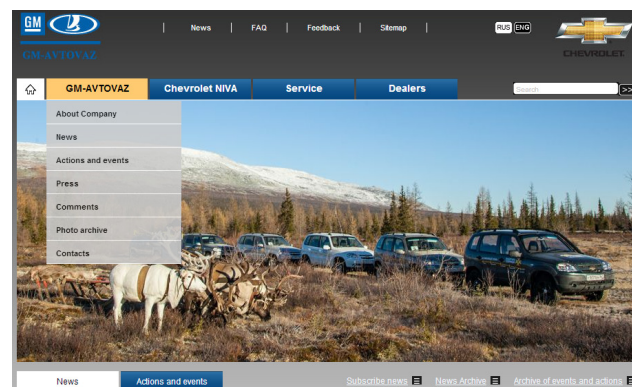 GM
GM-AVTOVAZ
News | FAQ | Feedback | Sitemap |
RUS ENG
CHEVROLET
GM-AVTOVAZ Chevrolet NIVA Service Dealers
Search >>
About Company
News
Actions and events
Press
Comments
Photo archive
Contacts
News Actions and events Subscribe news News Archive Archive of events and actions